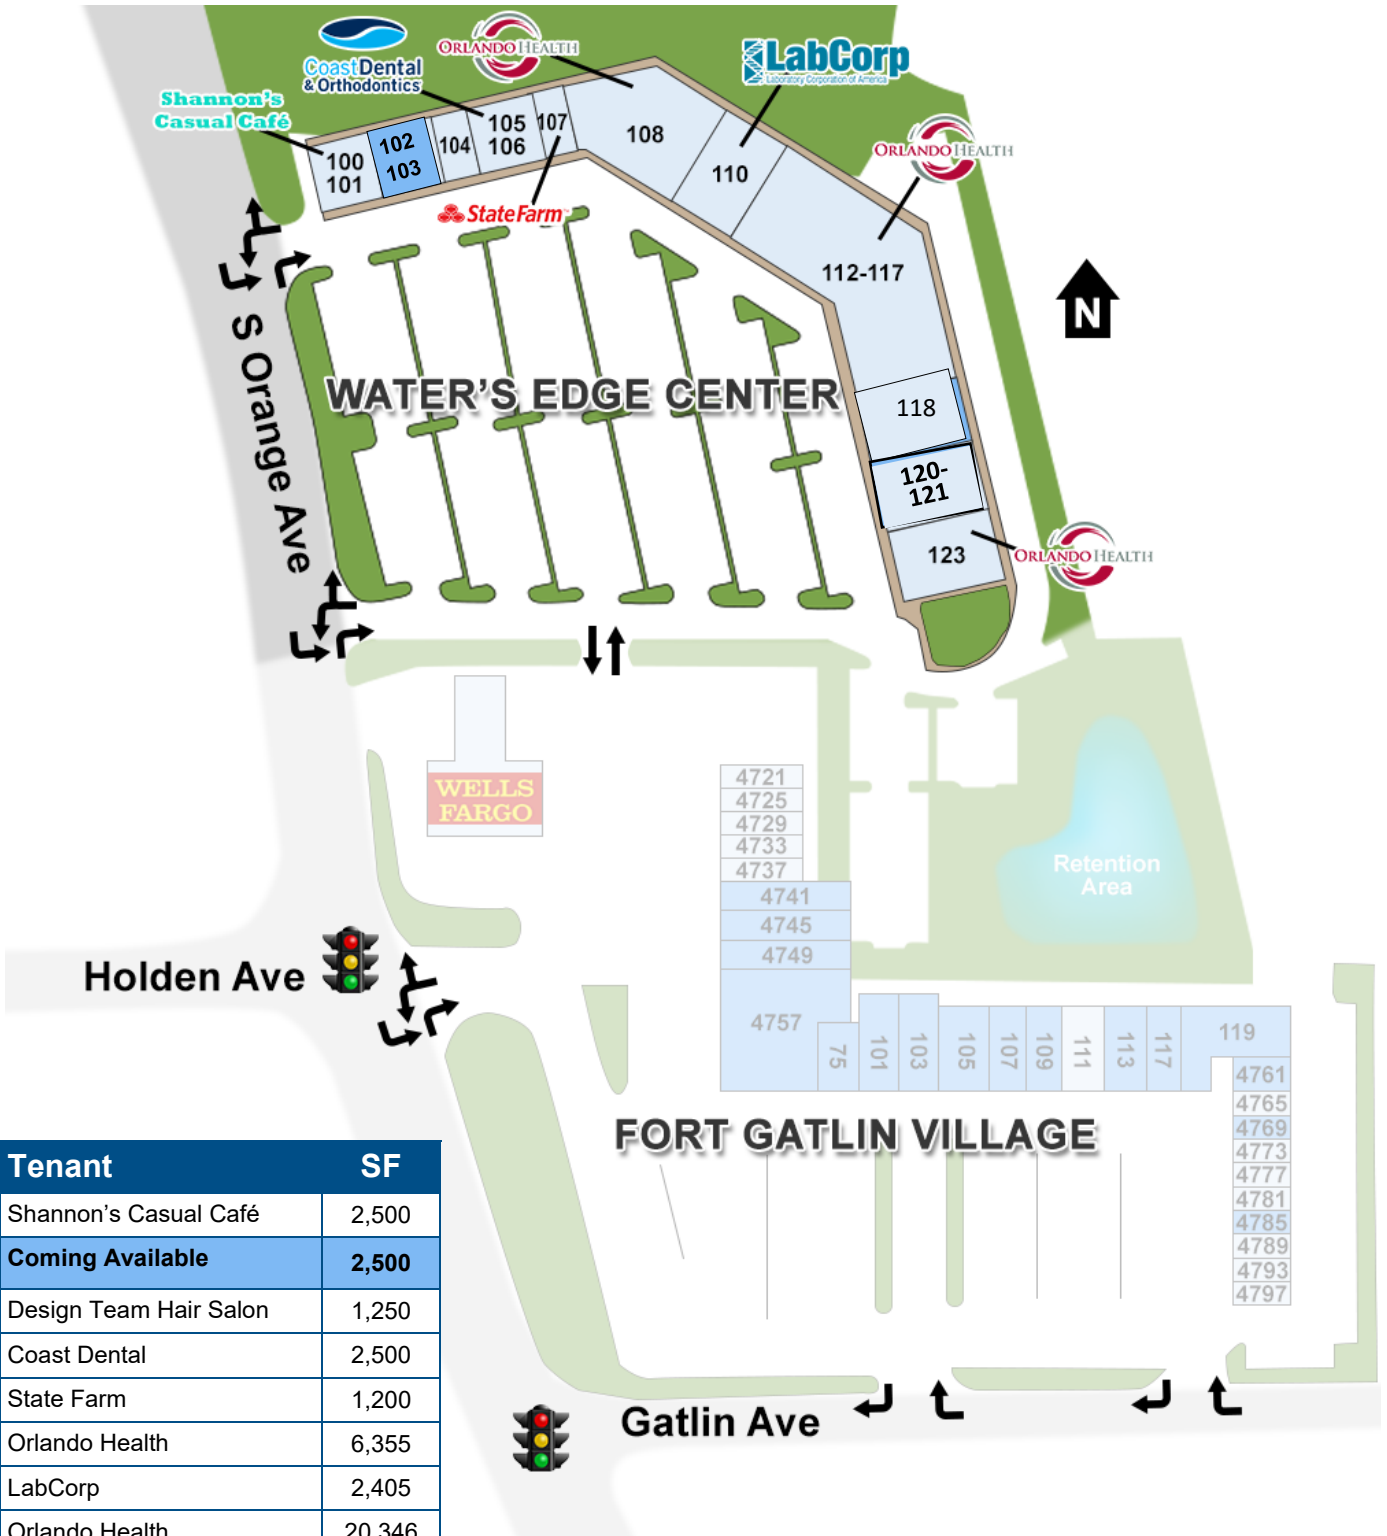 CoastDental
& Orthodontics
ORLANDO HEALTH
LabCorp
Laboratory Corporation of America
Shannon's
Casual Café
ORLANDO HEALTH
100
101
102
103
104
105
106
107
108
110
112-117
StateFarm™
N
S Orange Ave
WATER'S EDGE CENTER
118
120-
121
123
ORLANDO HEALTH
WELLS
FARGO
4721
4725
4729
4733
4737
4741
4745
4749
4757
Retention
Area
Holden Ave
75
101
103
105
107
109
111
113
117
119
4761
4765
4769
4773
4777
4781
4785
4789
4793
4797
FORT GATLIN VILLAGE
Gatlin Ave
Tenant SF
Shannon's Casual Café 2,500
Coming Available 2,500
Design Team Hair Salon 1,250
Coast Dental 2,500
State Farm 1,200
Orlando Health 6,355
LabCorp 2,405
Orlando Health 20,346